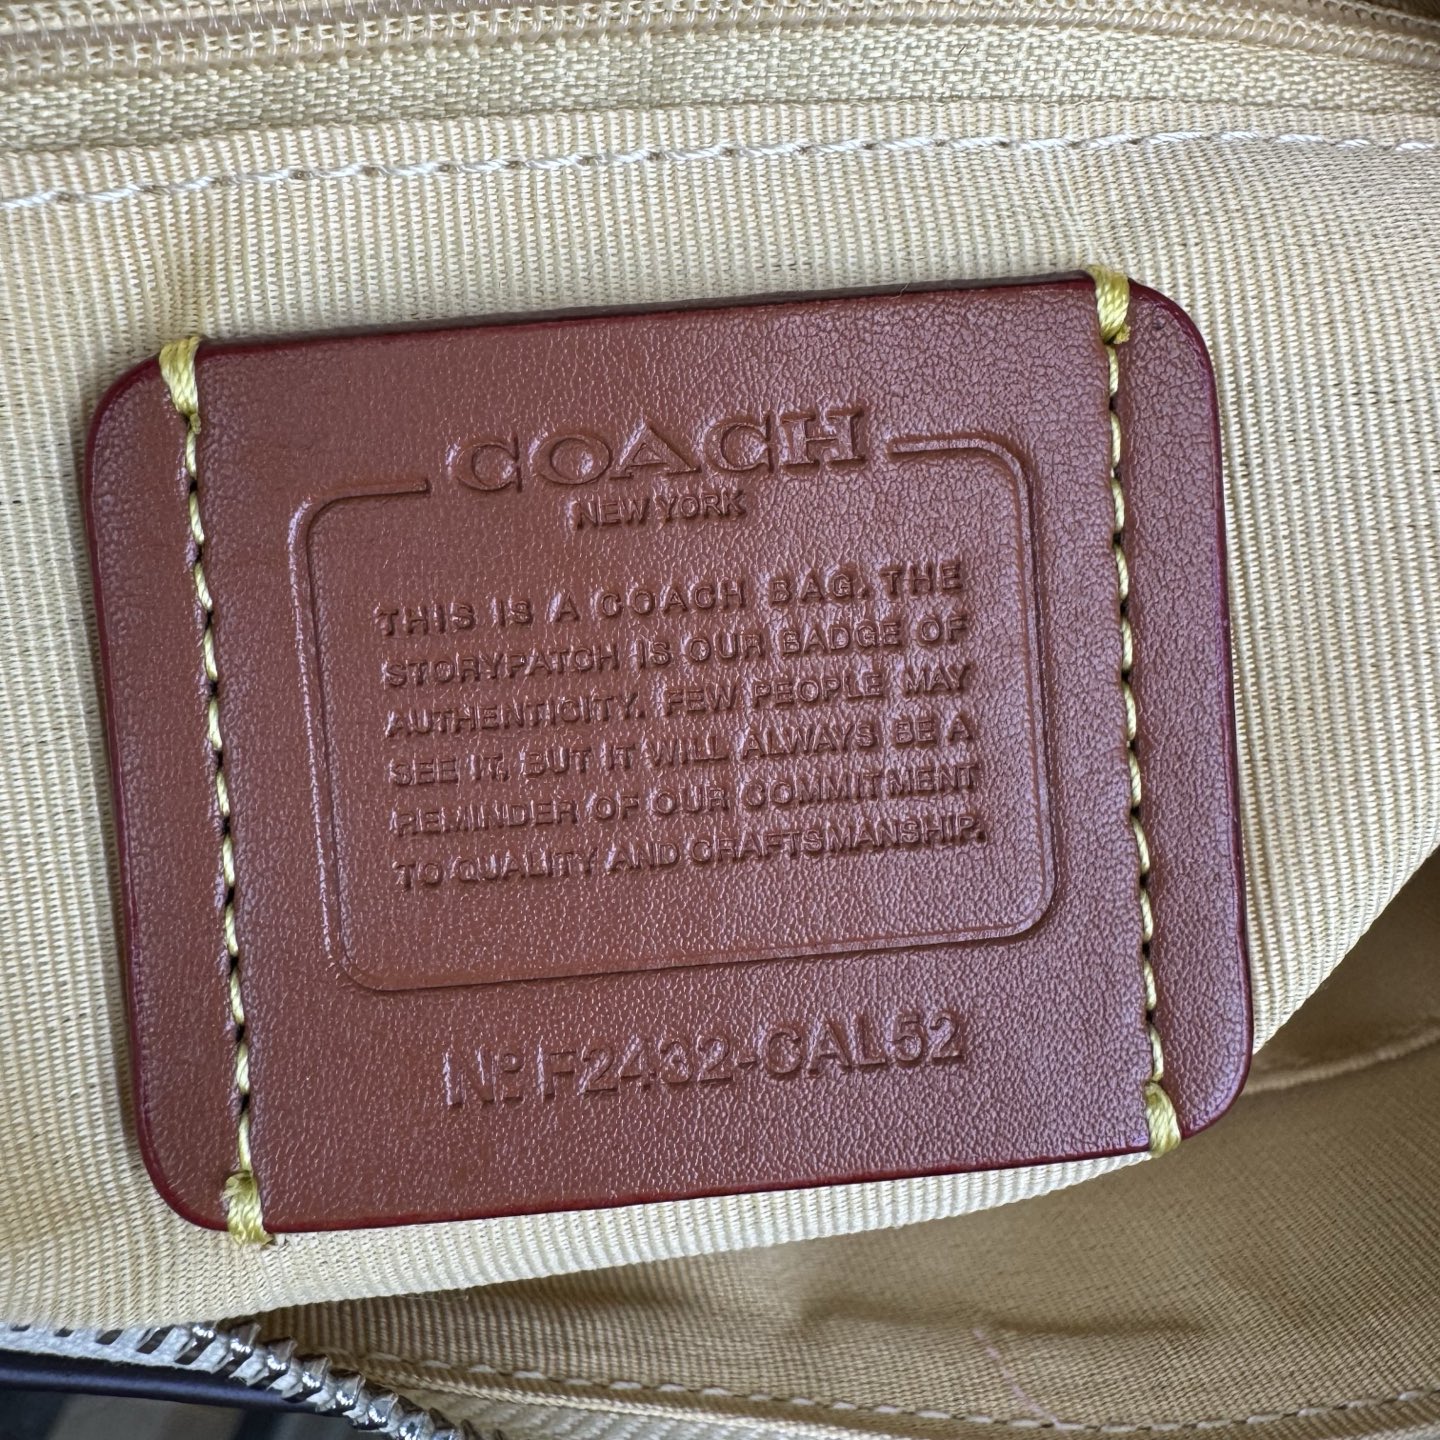 COACH
NEW YORK
THIS IS A COACH BAG. THE
STORYPATCH IS OUR BADGE OF
AUTHENTICITY. FEW PEOPLE MAY
SEE IT, BUT IT WILL ALWAYS BE A
REMINDER OF OUR COMMITMENT
TO QUALITY AND CRAFTSMANSHIP.
Nº F2432-CAL52